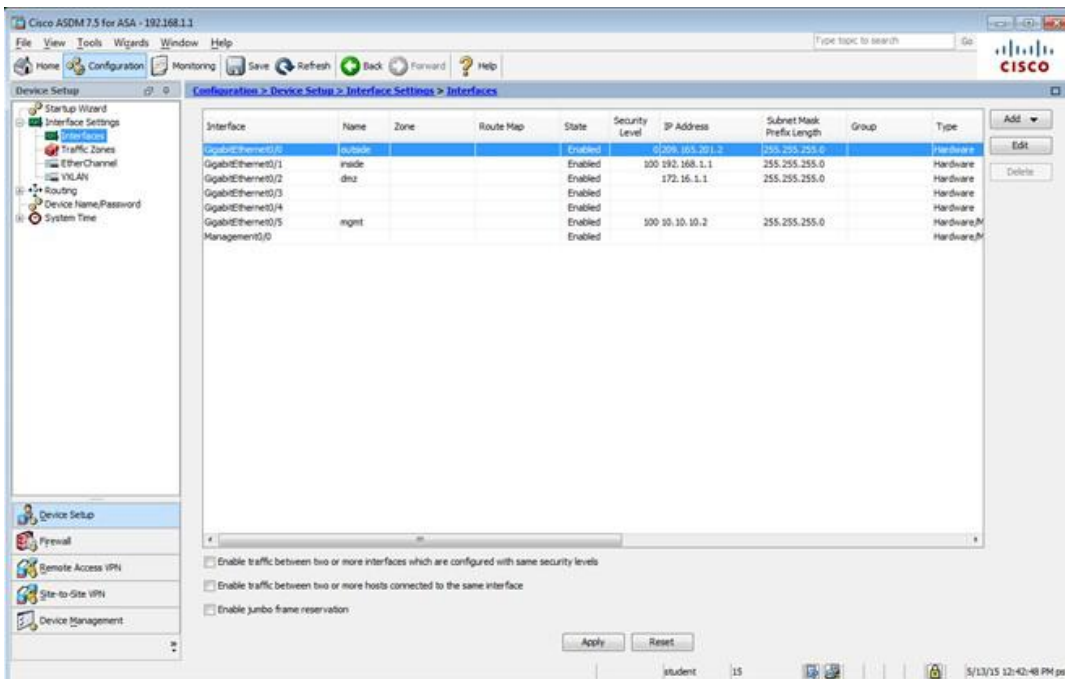 Cisco ASDM 7.5 for ASA - 192.168.1.1
File View Tools Wizards Window Help
Type topic to search Go
Home Configuration Monitoring Save Refresh Back Forward Help
CISCO
Device Setup
Configuration > Device Setup > Interface Settings > Interfaces
Startup Wizard
Interface Settings
Interfaces
Traffic Zones
EtherChannel
VXLAN
Routing
Device Name/Password
System Time
Interface Name Zone Route Map State Security Level IP Address Subnet Mask Prefix Length Group Type
GigabitEthernet0/0 outside Enabled 0 209.165.201.2 255.255.255.0 Hardware
GigabitEthernet0/1 inside Enabled 100 192.168.1.1 255.255.255.0 Hardware
GigabitEthernet0/2 dmz Enabled 172.16.1.1 255.255.255.0 Hardware
GigabitEthernet0/3 Enabled Hardware
GigabitEthernet0/4 Enabled Hardware
GigabitEthernet0/5 mgmt Enabled 100 10.10.10.2 255.255.255.0 Hardware/M
Management0/0 Enabled Hardware/M
Add
Edit
Delete
Device Setup
Firewall
Remote Access VPN
Site-to-Site VPN
Device Management
Enable traffic between two or more interfaces which are configured with same security levels
Enable traffic between two or more hosts connected to the same interface
Enable jumbo frame reservation
Apply Reset
student 15 5/13/15 12:42:48 PM ps